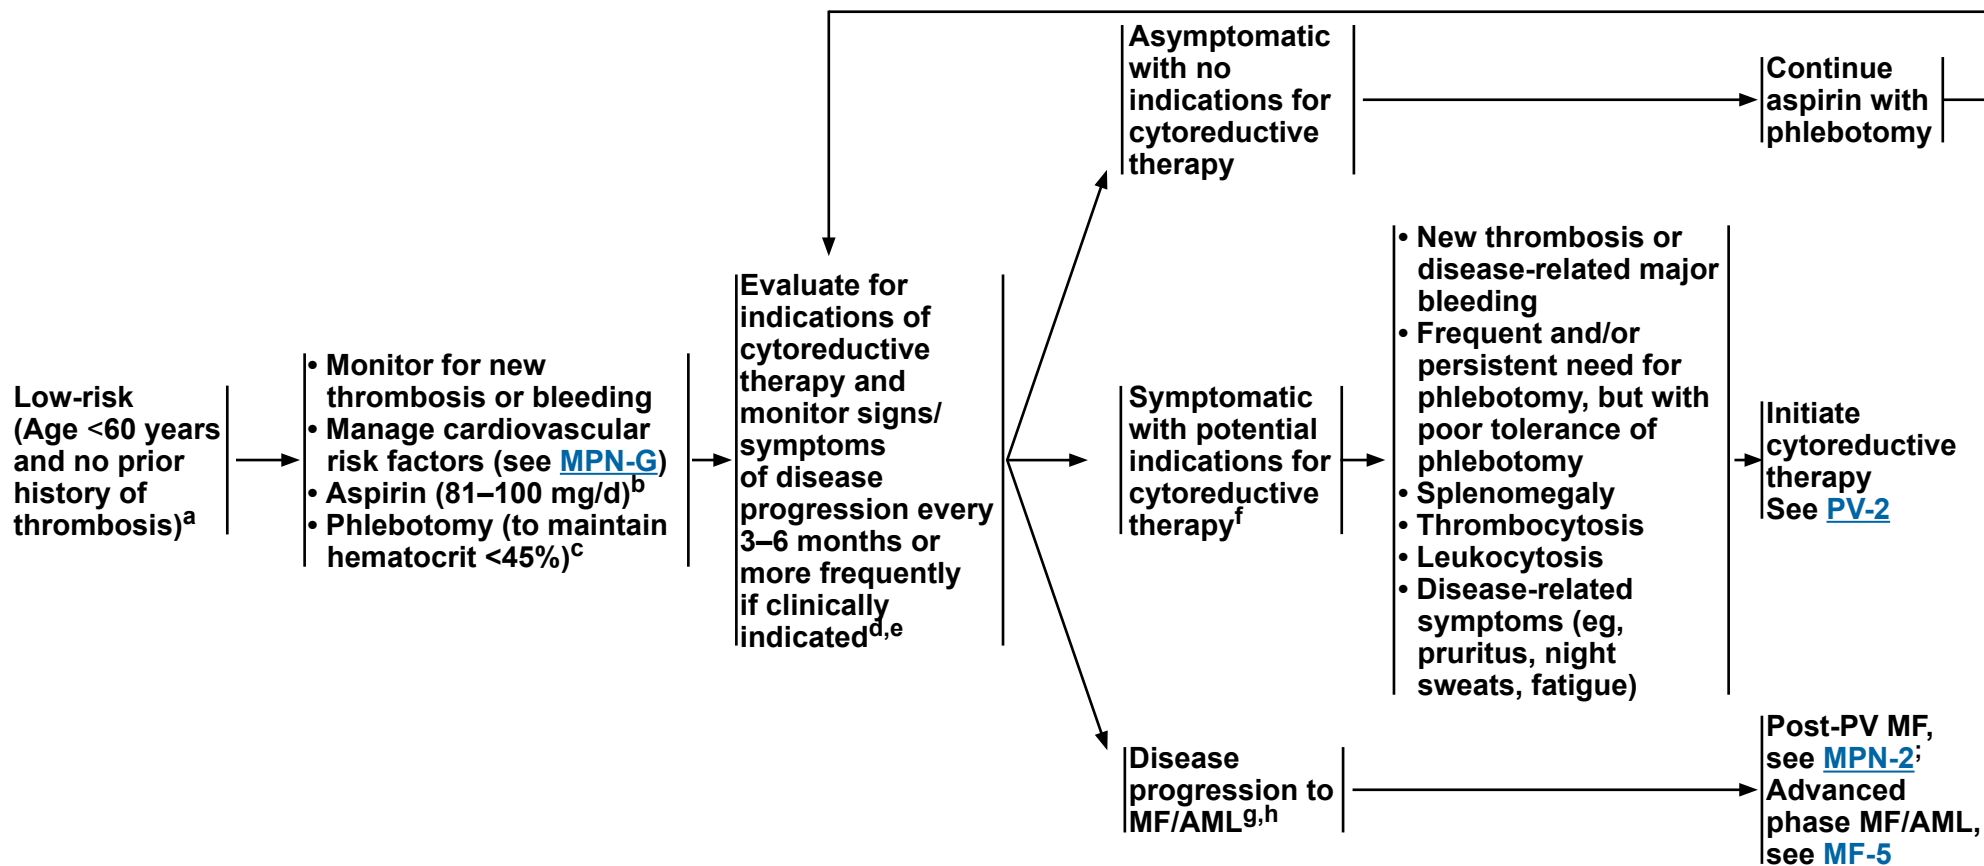 Low-risk
(Age <60 years
and no prior
history of
thrombosis)a
• Monitor for new
thrombosis or bleeding
• Manage cardiovascular
risk factors (see MPN-G)
• Aspirin (81–100 mg/d)b
• Phlebotomy (to maintain
hematocrit <45%)c
Evaluate for
indications of
cytoreductive
therapy and
monitor signs/
symptoms
of disease
progression every
3–6 months or
more frequently
if clinically
indicatedd,e
Asymptomatic
with no
indications for
cytoreductive
therapy
Continue
aspirin with
phlebotomy
Symptomatic
with potential
indications for
cytoreductive
therapyf
• New thrombosis or
disease-related major
bleeding
• Frequent and/or
persistent need for
phlebotomy, but with
poor tolerance of
phlebotomy
• Splenomegaly
• Thrombocytosis
• Leukocytosis
• Disease-related
symptoms (eg,
pruritus, night
sweats, fatigue)
Initiate
cytoreductive
therapy
See PV-2
Disease
progression to
MF/AMLg,h
Post-PV MF,
see MPN-2;
Advanced
phase MF/AML,
see MF-5